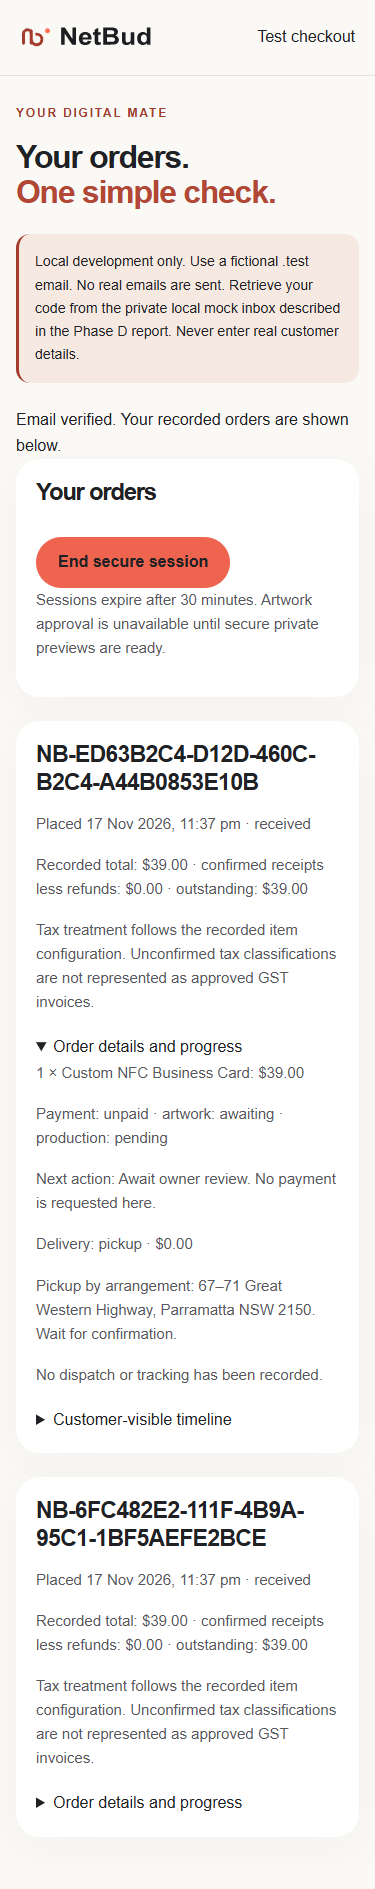 NetBud
Test checkout
YOUR DIGITAL MATE
Your orders.
One simple check.
Local development only. Use a fictional .test
email. No real emails are sent. Retrieve your
code from the private local mock inbox described
in the Phase D report. Never enter real customer
details.
Email verified. Your recorded orders are shown
below.
Your orders
End secure session
Sessions expire after 30 minutes. Artwork
approval is unavailable until secure private
previews are ready.
NB-ED63B2C4-D12D-460C-
B2C4-A44B0853E10B
Placed 17 Nov 2026, 11:37 pm · received
Recorded total: $39.00 · confirmed receipts
less refunds: $0.00 · outstanding: $39.00
Tax treatment follows the recorded item
configuration. Unconfirmed tax classifications
are not represented as approved GST
invoices.
▼ Order details and progress
1 × Custom NFC Business Card: $39.00
Payment: unpaid · artwork: awaiting ·
production: pending
Next action: Await owner review. No payment
is requested here.
Delivery: pickup · $0.00
Pickup by arrangement: 67–71 Great
Western Highway, Parramatta NSW 2150.
Wait for confirmation.
No dispatch or tracking has been recorded.
▶ Customer-visible timeline
NB-6FC482E2-111F-4B9A-
95C1-1BF5AEFE2BCE
Placed 17 Nov 2026, 11:37 pm · received
Recorded total: $39.00 · confirmed receipts
less refunds: $0.00 · outstanding: $39.00
Tax treatment follows the recorded item
configuration. Unconfirmed tax classifications
are not represented as approved GST
invoices.
▶ Order details and progress